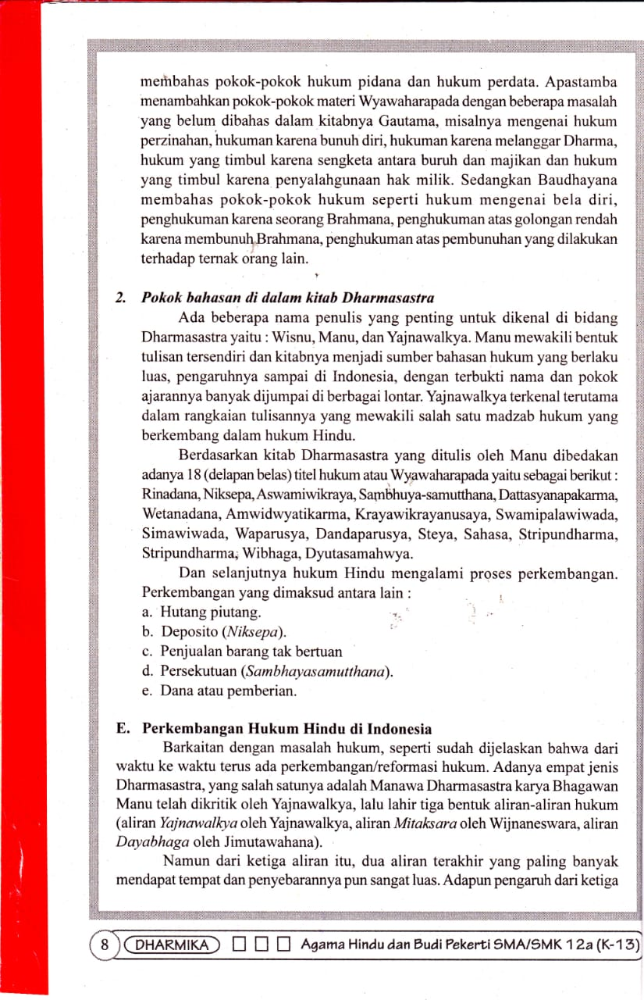 membahas pokok-pokok hukum pidana dan hukum perdata. Apastamba
menambahkan pokok-pokok materi Wyawaharapada dengan beberapa masalah
yang belum dibahas dalam kitabnya Gautama, misalnya mengenai hukum
perzinahan, hukuman karena bunuh diri, hukuman karena melanggar Dharma,
hukum yang timbul karena sengketa antara buruh dan majikan dan hukum
yang timbul karena penyalahgunaan hak milik. Sedangkan Baudhayana
membahas pokok-pokok hukum seperti hukum mengenai bela diri,
penghukuman karena seorang Brahmana, penghukuman atas golongan rendah
karena membunuh Brahmana, penghukuman atas pembunuhan yang dilakukan
terhadap ternak orang lain.
2. Pokok bahasan di dalam kitab Dharmasastra
Ada beberapa nama penulis yang penting untuk dikenal di bidang
Dharmasastra yaitu : Wisnu, Manu, dan Yajnawalkya. Manu mewakili bentuk
tulisan tersendiri dan kitabnya menjadi sumber bahasan hukum yang berlaku
luas, pengaruhnya sampai di Indonesia, dengan terbukti nama dan pokok
ajarannya banyak dijumpai di berbagai lontar. Yajnawalkya terkenal terutama
dalam rangkaian tulisannya yang mewakili salah satu madzab hukum yang
berkembang dalam hukum Hindu.
Berdasarkan kitab Dharmasastra yang ditulis oleh Manu dibedakan
adanya 18 (delapan belas) titel hukum atau Wyawaharapada yaitu sebagai berikut :
Rinadana, Niksepa, Aswamiwikraya, Sambhuya-samutthana, Dattasyanapakarma,
Wetanadana, Amwidwyatikarma, Krayawikrayanusaya, Swamipalawiwada,
Simawiwada, Waparusya, Dandaparusya, Steya, Sahasa, Stripundharma,
Stripundharma, Wibhaga, Dyutasamahwya.
Dan selanjutnya hukum Hindu mengalami proses perkembangan.
Perkembangan yang dimaksud antara lain :
a. Hutang piutang.
b. Deposito (Niksepa).
c. Penjualan barang tak bertuan
d. Persekutuan (Sambhayasamutthana).
e. Dana atau pemberian.
E. Perkembangan Hukum Hindu di Indonesia
Barkaitan dengan masalah hukum, seperti sudah dijelaskan bahwa dari
waktu ke waktu terus ada perkembangan/reformasi hukum. Adanya empat jenis
Dharmasastra, yang salah satunya adalah Manawa Dharmasastra karya Bhagawan
Manu telah dikritik oleh Yajnawalkya, lalu lahir tiga bentuk aliran-aliran hukum
(aliran Yajnawalkya oleh Yajnawalkya, aliran Mitaksara oleh Wijnaneswara, aliran
Dayabhaga oleh Jimutawahana).
Namun dari ketiga aliran itu, dua aliran terakhir yang paling banyak
mendapat tempat dan penyebarannya pun sangat luas. Adapun pengaruh dari ketiga
8 DHARMIKA Agama Hindu dan Budi Pekerti SMA/SMK 12a (K-13)